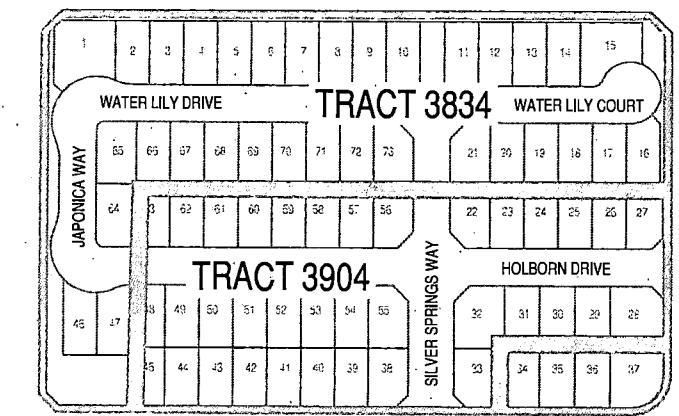 1 2 3 4 5 6 7 8 9 10 11 12 13 14 15
WATER LILY DRIVE TRACT 3834 WATER LILY COURT
65 66 67 68 69 70 71 72 73 21 20 19 18 17 16
JAPONICA WAY
64 3 62 61 60 59 58 57 56 22 23 24 25 26 27
TRACT 3904
SILVER SPRINGS WAY
HOLBORN DRIVE
46 47 48 49 50 51 52 53 54 55 32 31 30 29 28
45 44 43 42 41 40 39 38 33 34 35 36 37